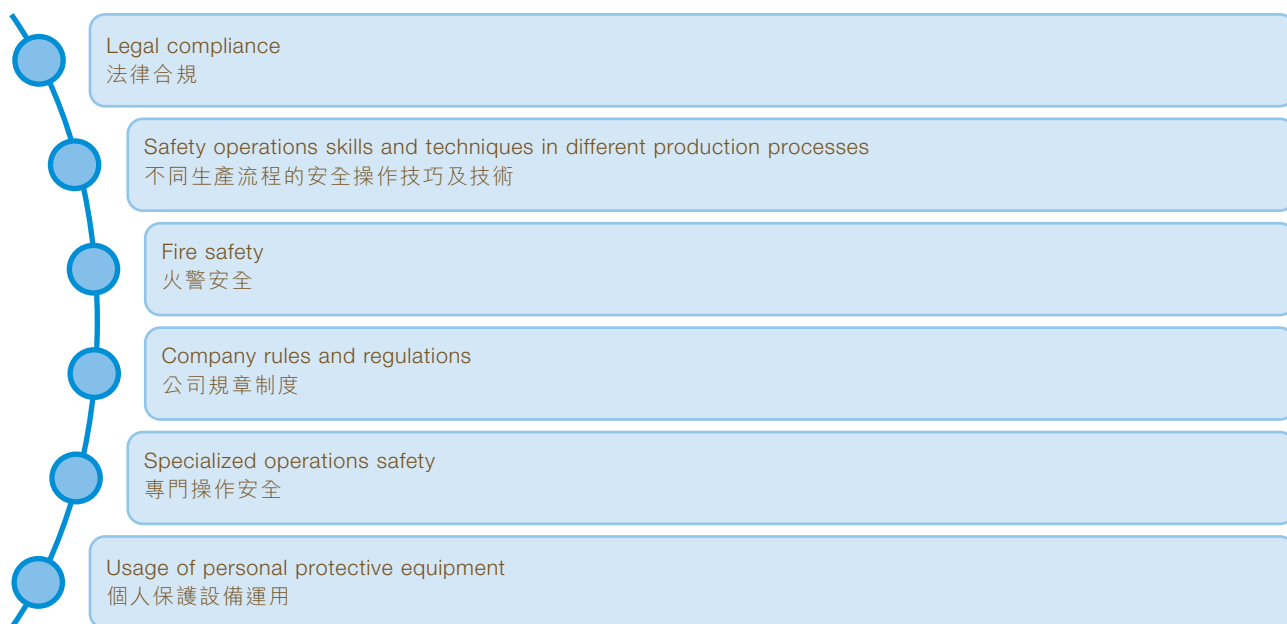 Legal compliance
法律合規
Safety operations skills and techniques in different production processes
不同生產流程的安全操作技巧及技術
Fire safety
火警安全
Company rules and regulations
公司規章制度
Specialized operations safety
專門操作安全
Usage of personal protective equipment
個人保護設備運用